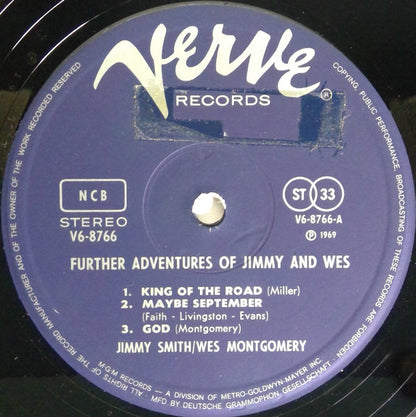 Verve
RECORDS
®
NCB
STEREO
V6-8766
ST 33
V6-8766-A
℗ 1969
FURTHER ADVENTURES OF JIMMY AND WES
1. KING OF THE ROAD (Miller)
2. MAYBE SEPTEMBER
(Faith - Livingston - Evans)
3. GOD (Montgomery)
JIMMY SMITH/WES MONTGOMERY
M.G.M RECORDS — A DIVISION OF METRO-GOLDWYN-MAYER INC.
MFD BY DEUTSCHE GRAMMOPHON GESELLSCHAFT.
ALL RIGHTS OF THE RECORD MANUFACTURER AND OF THE OWNER OF THE WORK RECORDED RESERVED
COPYING, PUBLIC PERFORMANCE, BROADCASTING OF THESE RECORDS ARE FORBIDDEN